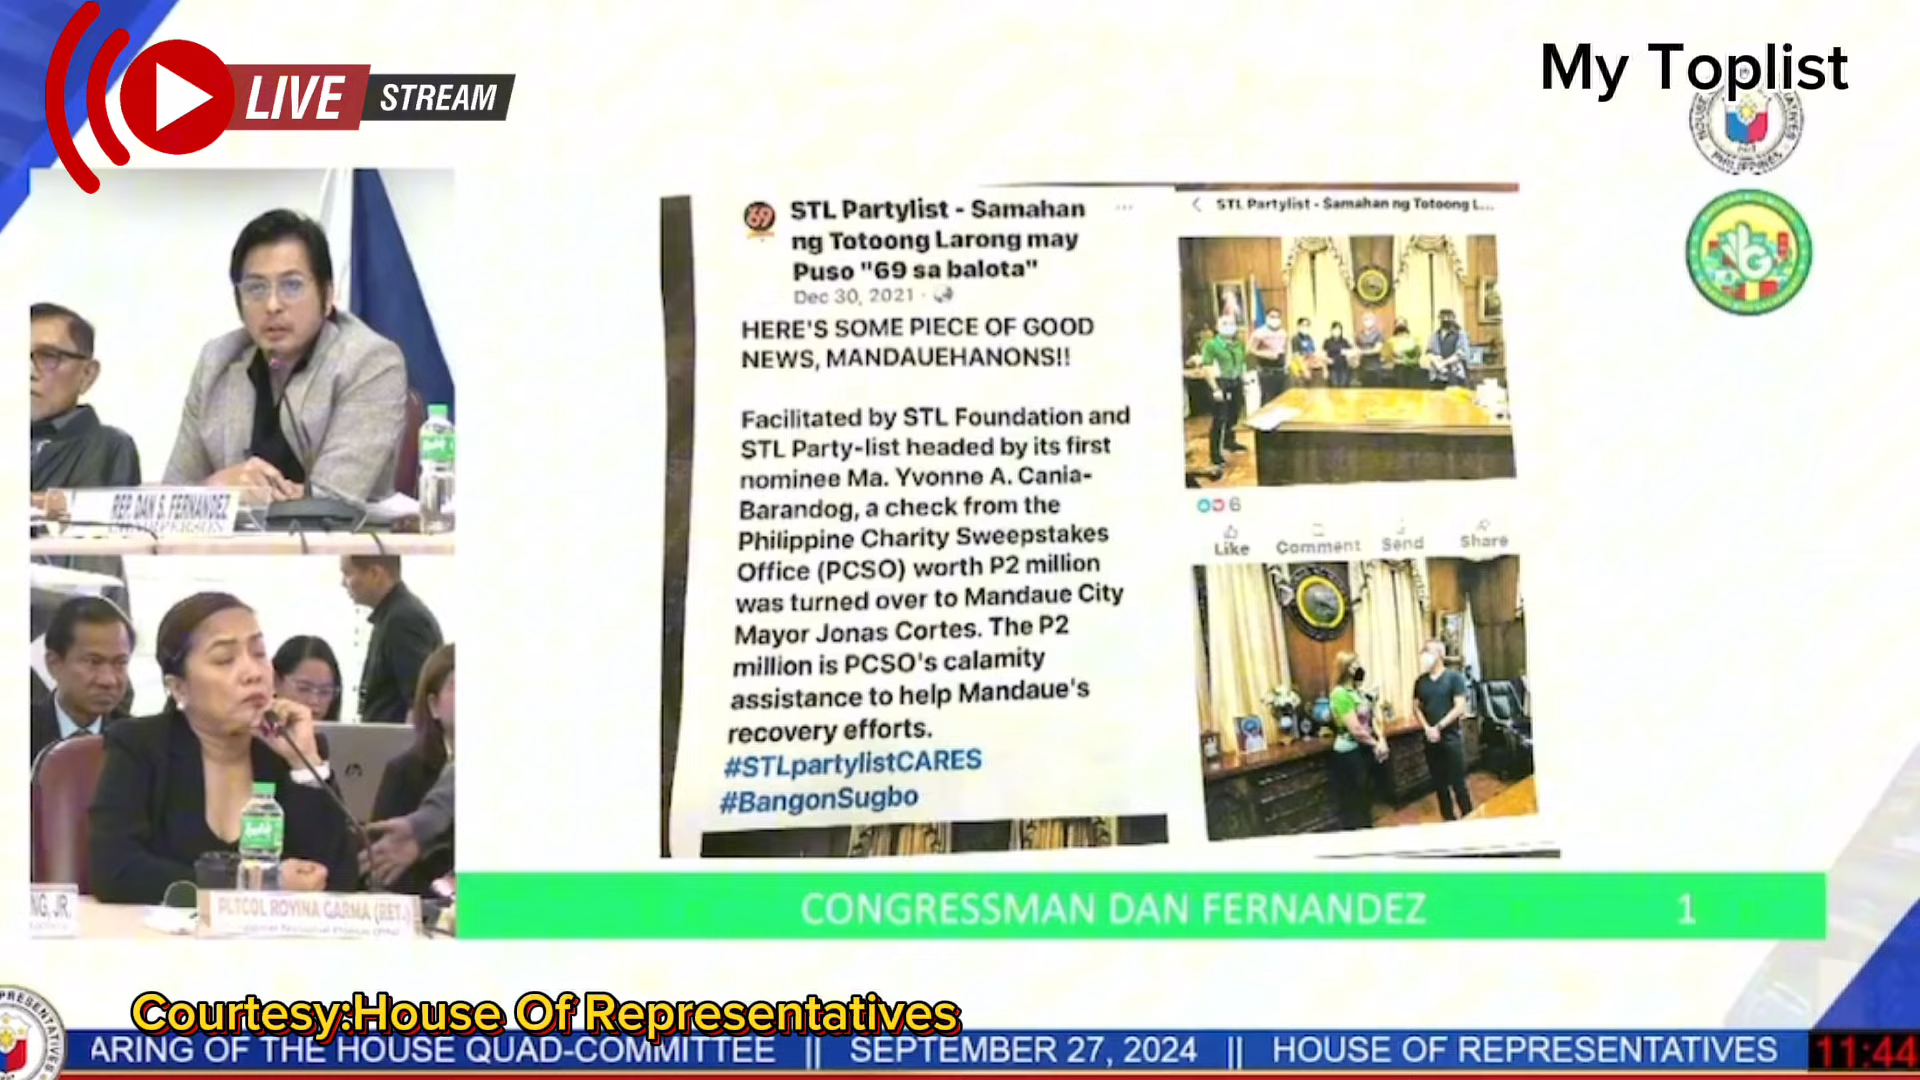 LIVE STREAM
My Toplist
STL Partylist - Samahan
ng Totoong Larong may
Puso "69 sa balota"
Dec 30, 2021
HERE'S SOME PIECE OF GOOD
NEWS, MANDAUEHANONS!!
Facilitated by STL Foundation and
STL Party-list headed by its first
nominee Ma. Yvonne A. Cania-
Barandog, a check from the
Philippine Charity Sweepstakes
Office (PCSO) worth P2 million
was turned over to Mandaue City
Mayor Jonas Cortes. The P2
million is PCSO's calamity
assistance to help Mandaue's
recovery efforts.
#STLpartylistCARES
#BangonSugbo
STL Partylist - Samahan ng Totoong L...
6
Like Comment Send Share
REP. DAN S. FERNANDEZ
CHAIRPERSON
NG, JR.
PLTCOL ROYINA GARMA (RET.)
CONGRESSMAN DAN FERNANDEZ 1
Courtesy:House Of Representatives
ARING OF THE HOUSE QUAD-COMMITTEE || SEPTEMBER 27, 2024 || HOUSE OF REPRESENTATIVES
11:44